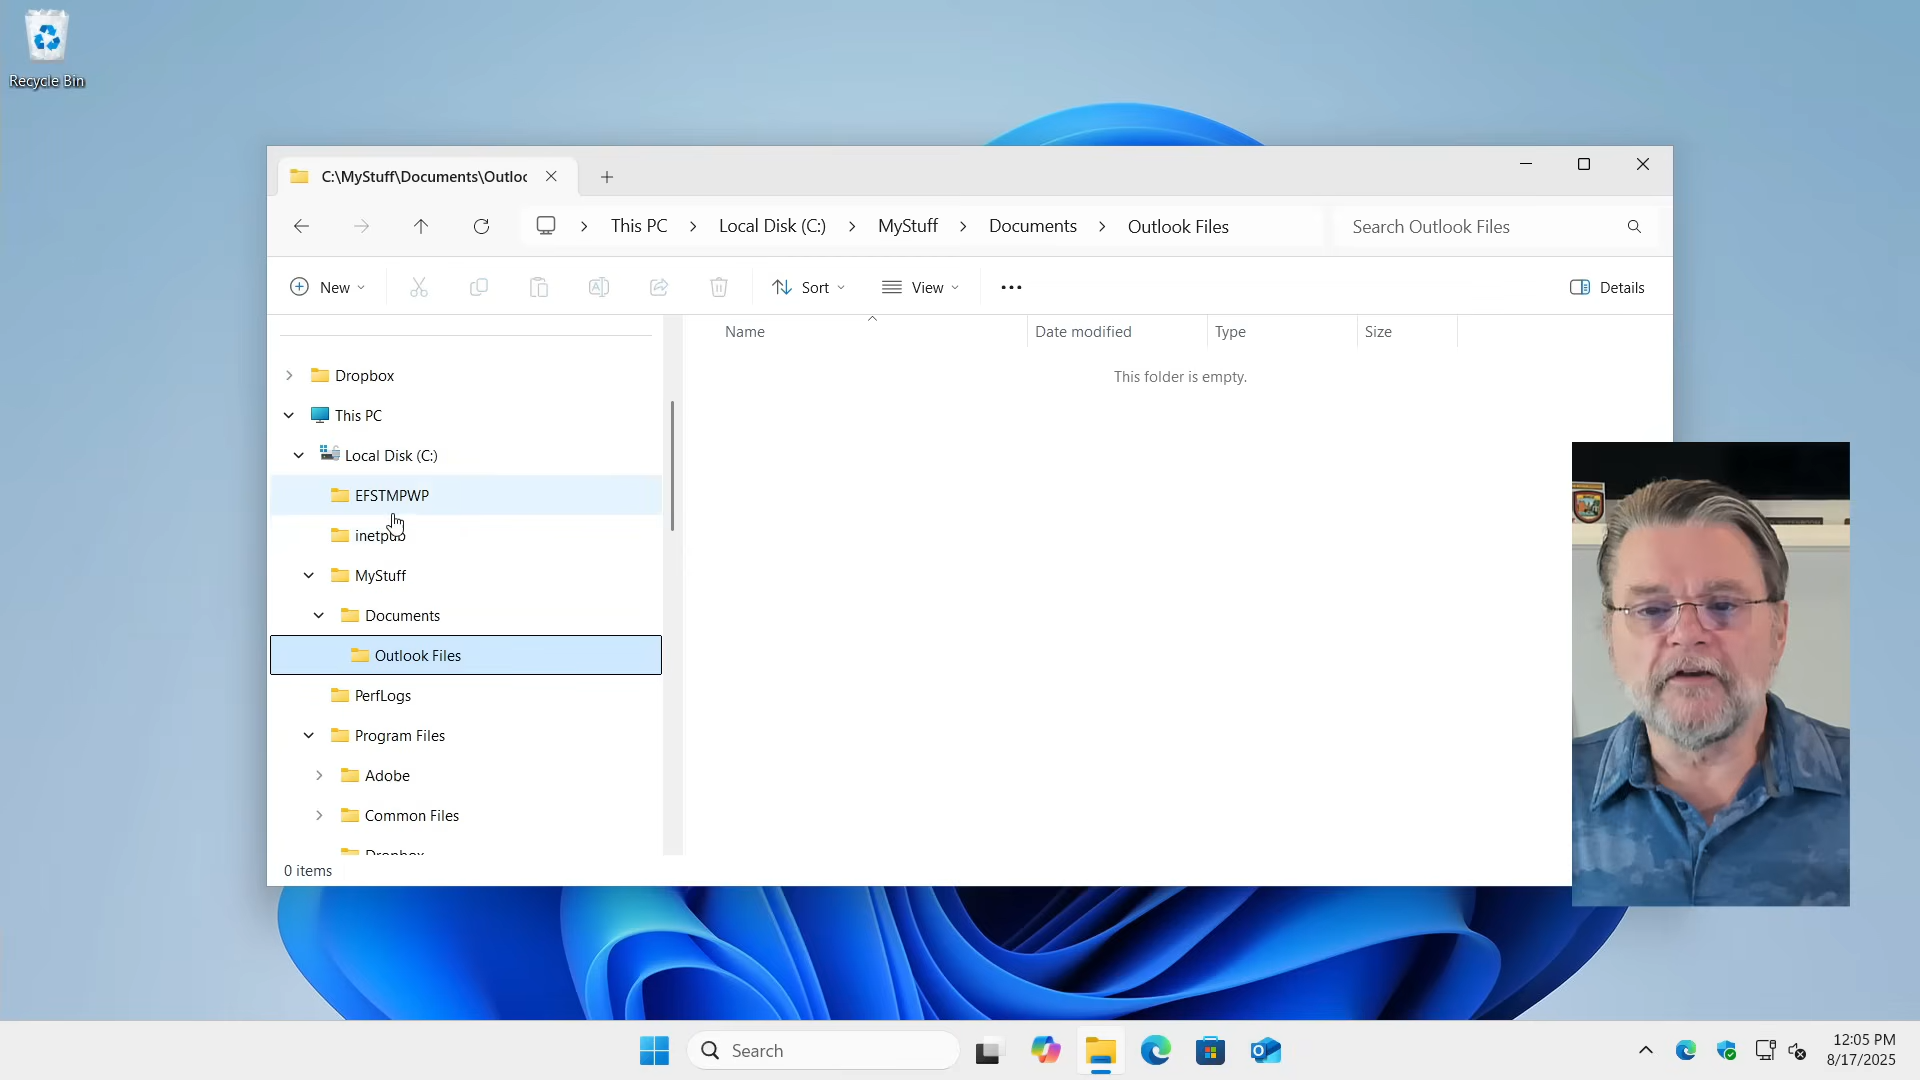 Recycle Bin
C:\MyStuff\Documents\Outloc
This PC
Local Disk (C:)
MyStuff
Documents
Outlook Files
Search Outlook Files
New
Sort
View
Details
Name
Date modified
Type
Size
This folder is empty.
Dropbox
This PC
Local Disk (C:)
EFSTMPWP
inetpub
MyStuff
Documents
Outlook Files
PerfLogs
Program Files
Adobe
Common Files
Dropbox
0 items
Search
12:05 PM
8/17/2025